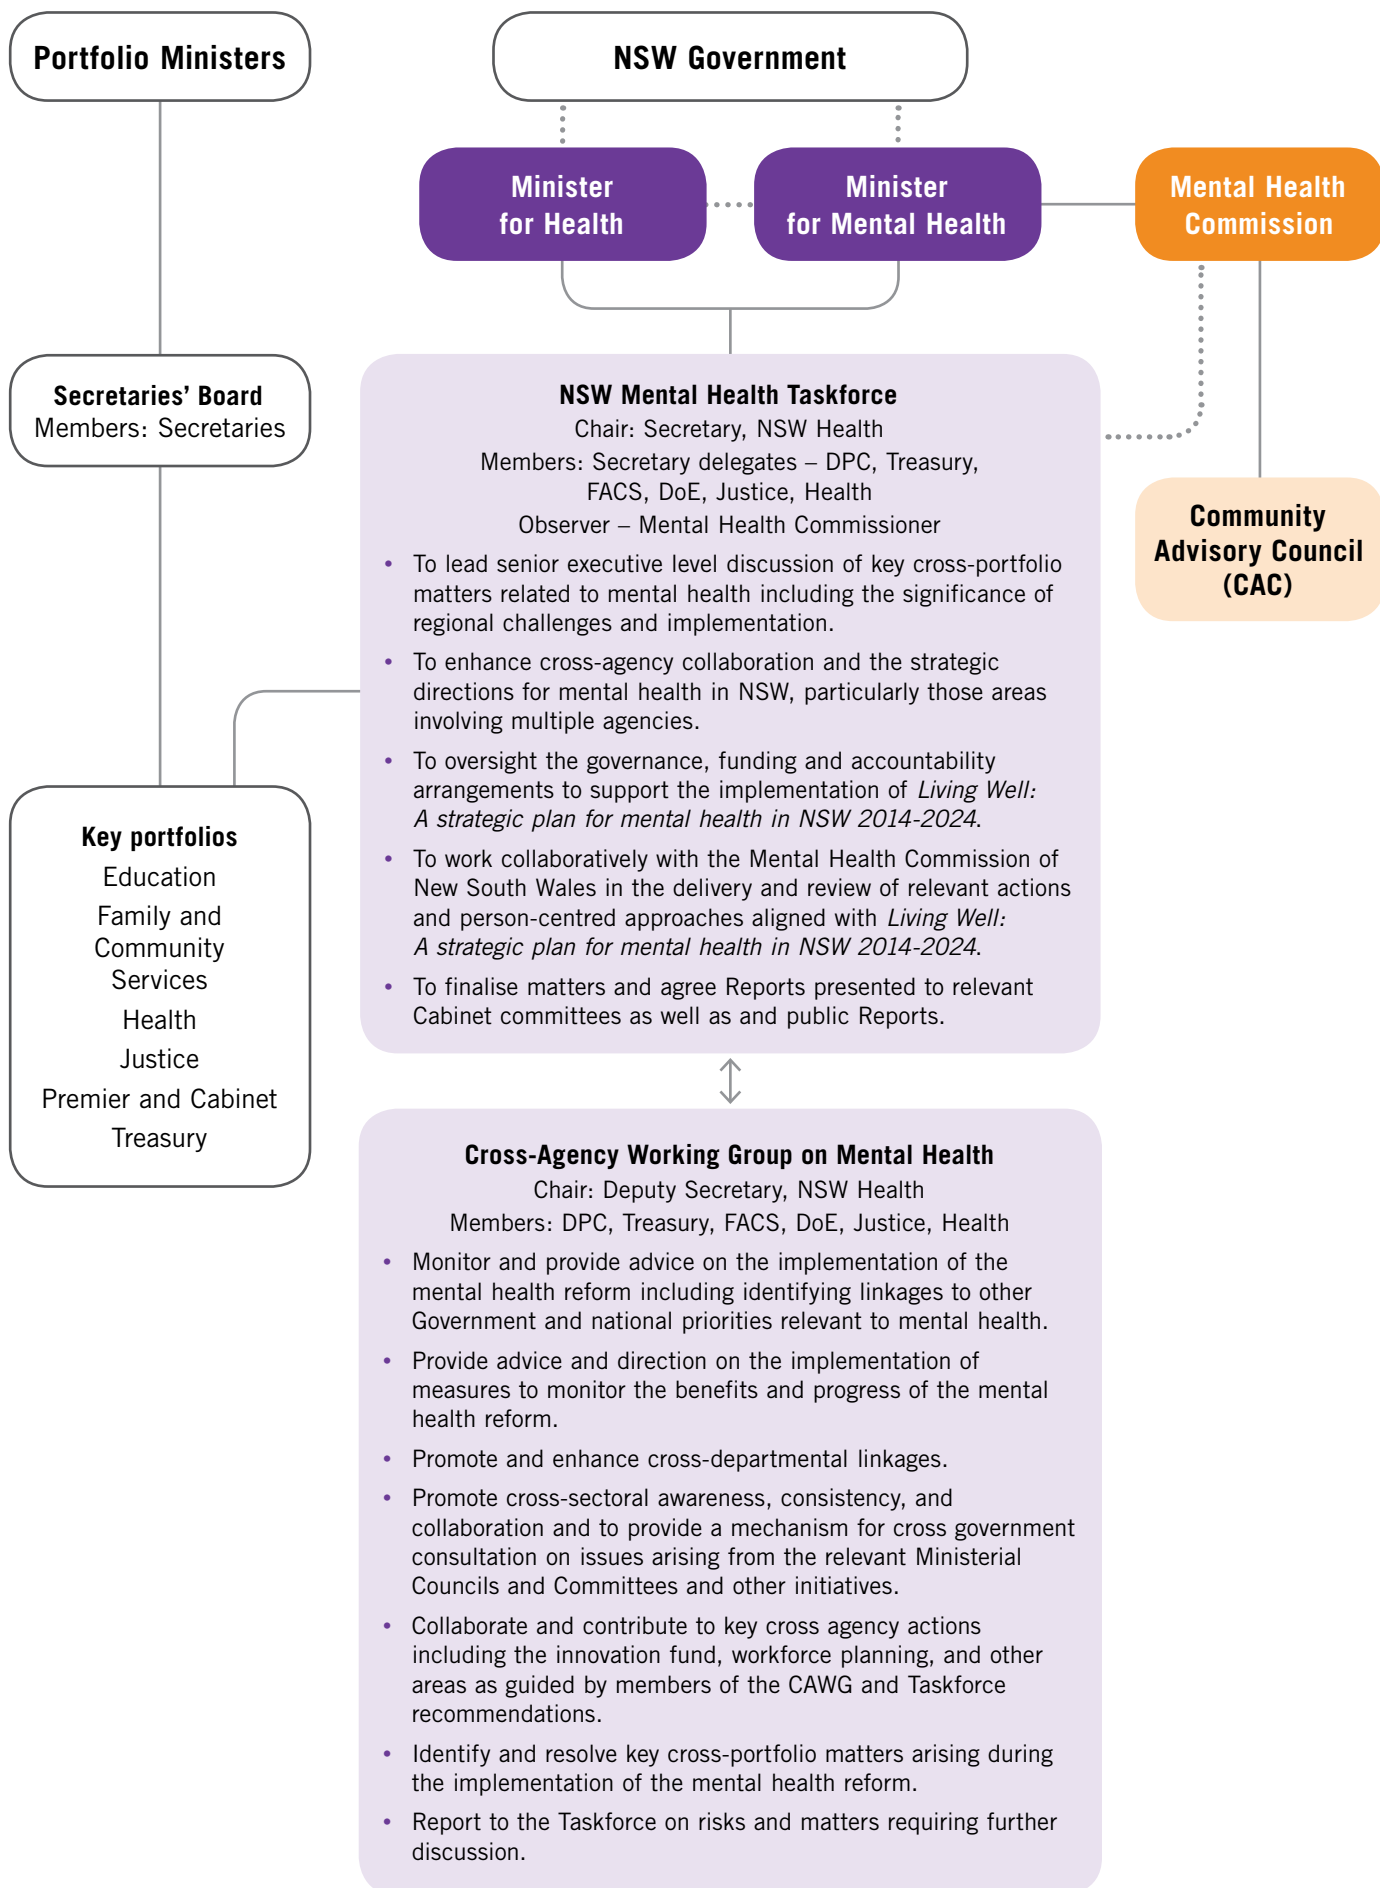 Portfolio Ministers
NSW Government
Minister
for Health
Minister
for Mental Health
Mental Health
Commission
Secretaries’ Board
Members: Secretaries
NSW Mental Health Taskforce
Chair: Secretary, NSW Health
Members: Secretary delegates – DPC, Treasury,
FACS, DoE, Justice, Health
Observer – Mental Health Commissioner
• To lead senior executive level discussion of key cross-portfolio
matters related to mental health including the significance of
regional challenges and implementation.
• To enhance cross-agency collaboration and the strategic
directions for mental health in NSW, particularly those areas
involving multiple agencies.
• To oversight the governance, funding and accountability
arrangements to support the implementation of Living Well:
A strategic plan for mental health in NSW 2014-2024.
• To work collaboratively with the Mental Health Commission of
New South Wales in the delivery and review of relevant actions
and person-centred approaches aligned with Living Well:
A strategic plan for mental health in NSW 2014-2024.
• To finalise matters and agree Reports presented to relevant
Cabinet committees as well as and public Reports.
Community
Advisory Council
(CAC)
Key portfolios
Education
Family and
Community
Services
Health
Justice
Premier and Cabinet
Treasury
Cross-Agency Working Group on Mental Health
Chair: Deputy Secretary, NSW Health
Members: DPC, Treasury, FACS, DoE, Justice, Health
• Monitor and provide advice on the implementation of the
mental health reform including identifying linkages to other
Government and national priorities relevant to mental health.
• Provide advice and direction on the implementation of
measures to monitor the benefits and progress of the mental
health reform.
• Promote and enhance cross-departmental linkages.
• Promote cross-sectoral awareness, consistency, and
collaboration and to provide a mechanism for cross government
consultation on issues arising from the relevant Ministerial
Councils and Committees and other initiatives.
• Collaborate and contribute to key cross agency actions
including the innovation fund, workforce planning, and other
areas as guided by members of the CAWG and Taskforce
recommendations.
• Identify and resolve key cross-portfolio matters arising during
the implementation of the mental health reform.
• Report to the Taskforce on risks and matters requiring further
discussion.